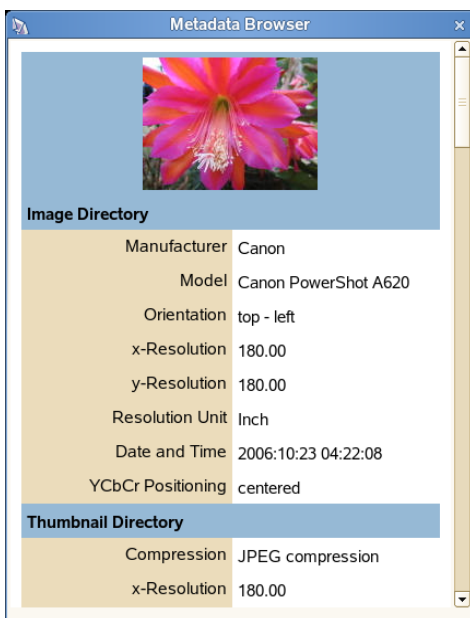 Metadata Browser
Image Directory
Manufacturer Canon
Model Canon PowerShot A620
Orientation top - left
x-Resolution 180.00
y-Resolution 180.00
Resolution Unit Inch
Date and Time 2006:10:23 04:22:08
YCbCr Positioning centered
Thumbnail Directory
Compression JPEG compression
x-Resolution 180.00